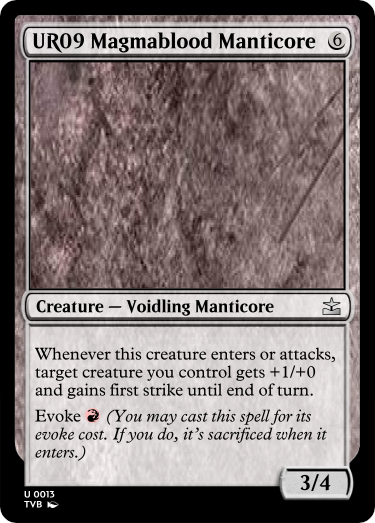 UR09 Magmablood Manticore 6
Creature — Voidling Manticore
Whenever this creature enters or attacks,
target creature you control gets +1/+0
and gains first strike until end of turn.
Evoke (You may cast this spell for its
evoke cost. If you do, it's sacrificed when it
enters.)
3/4
U 0013
TVB